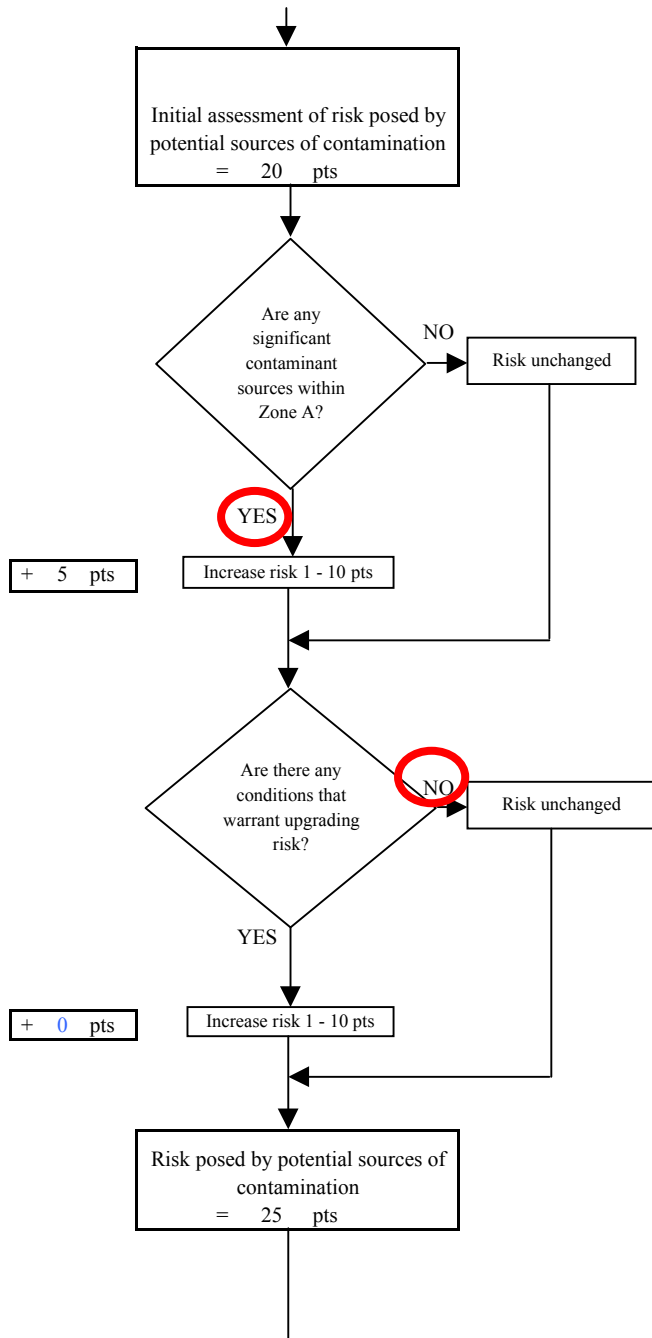 Initial assessment of risk posed by
potential sources of contamination
= 20 pts
Are any
significant
contaminant
sources within
Zone A?
NO
Risk unchanged
YES
+ 5 pts
Increase risk 1 - 10 pts
Are there any
conditions that
warrant upgrading
risk?
NO
Risk unchanged
YES
+ 0 pts
Increase risk 1 - 10 pts
Risk posed by potential sources of
contamination
= 25 pts